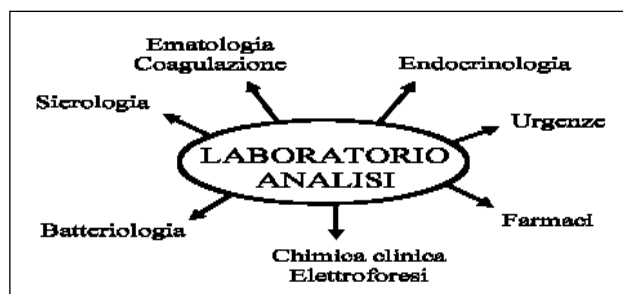 Ematologia
Coagulazione
Endocrinologia
Sierologia
Urgenze
LABORATORIO
ANALISI
Farmaci
Batteriologia
Chimica clinica
Elettroforesi